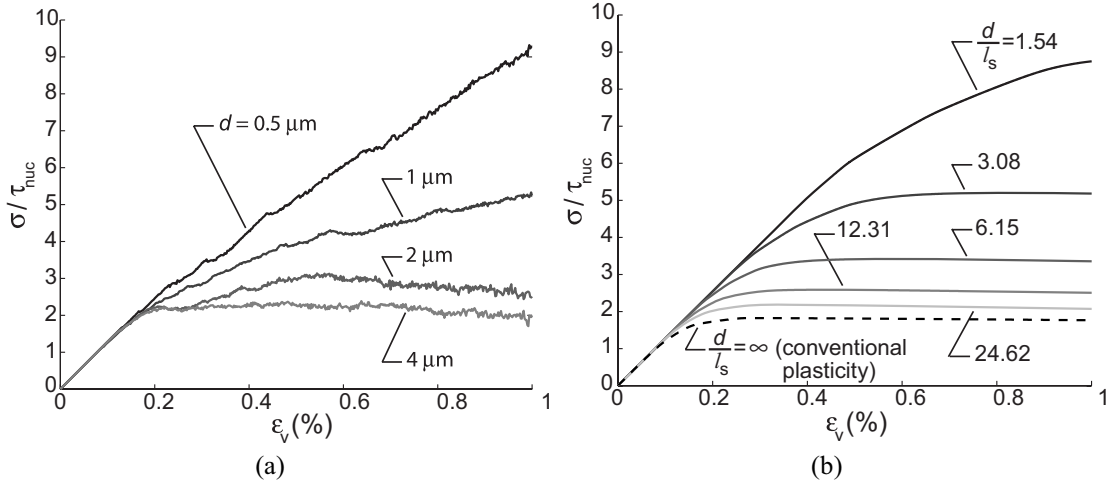 10
9
8
7
6
5
4
3
2
1
0
σ/τnuc
d = 0.5 μm
1 μm
2 μm
4 μm
0 0.2 0.4 0.6 0.8 1
εv(%)
(a)
10
9
8
7
6
5
4
3
2
1
0
σ/τnuc
d/ls=1.54
3.08
12.31
6.15
d/ls=∞ (conventional
plasticity)
24.62
0 0.2 0.4 0.6 0.8 1
εv(%)
(b)